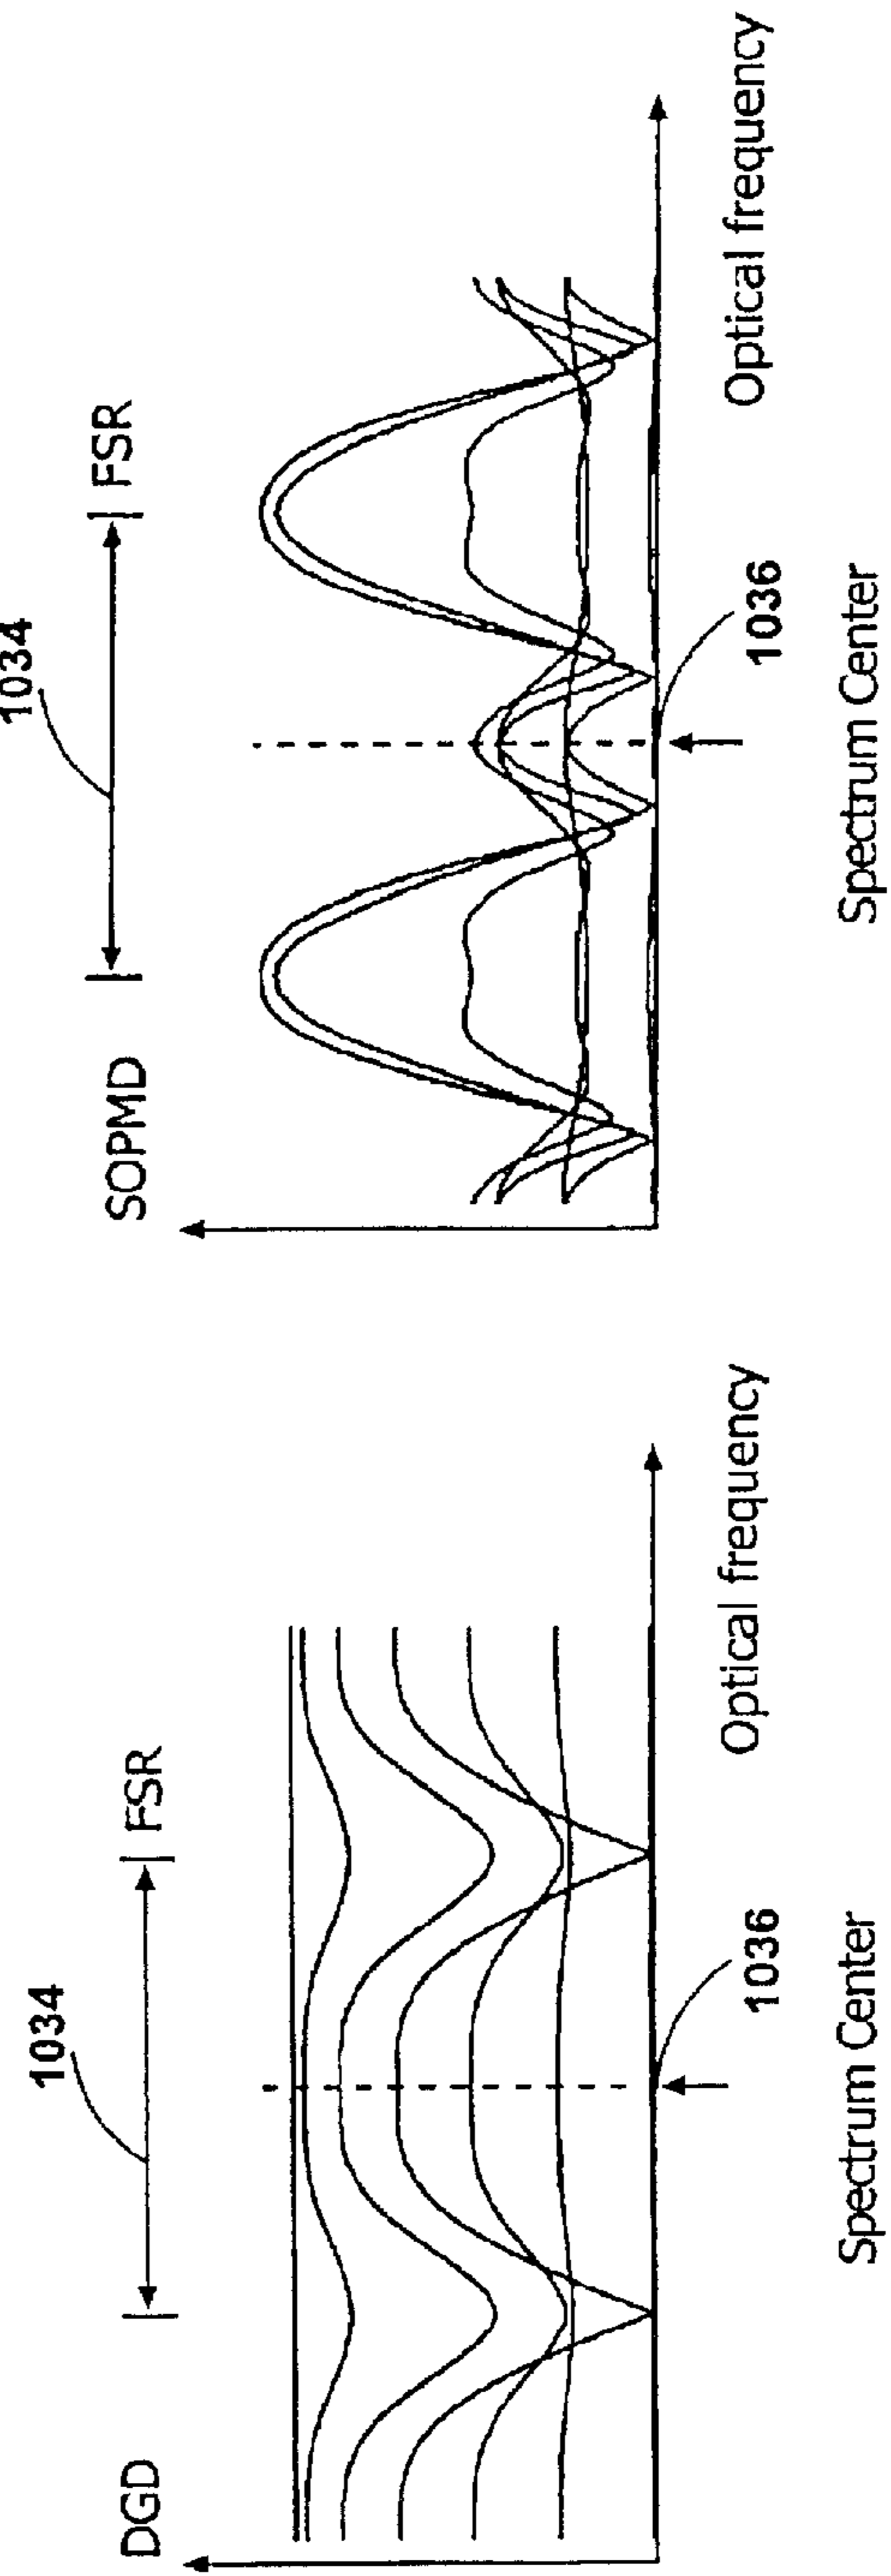 DGD
1034
FSR
Optical frequency
1036
Spectrum Center
SOPMD
1034
FSR
Optical frequency
1036
Spectrum Center